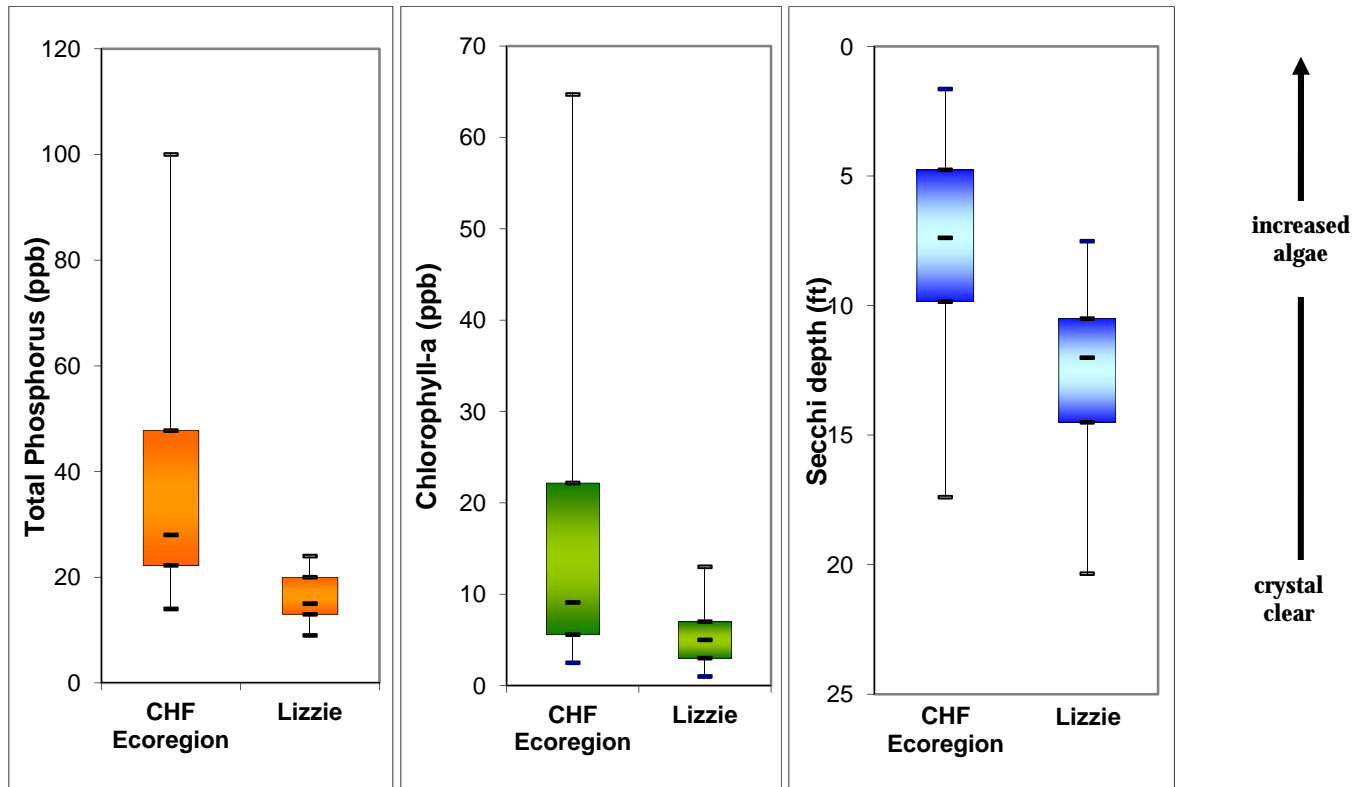 Total Phosphorus (ppb)
120
100
80
60
40
20
0
CHF
Ecoregion
Lizzie
Chlorophyll-a (ppb)
70
60
50
40
30
20
10
0
CHF
Ecoregion
Lizzie
Secchi depth (ft)
0
5
10
15
20
25
CHF
Ecoregion
Lizzie
increased
algae
crystal
clear